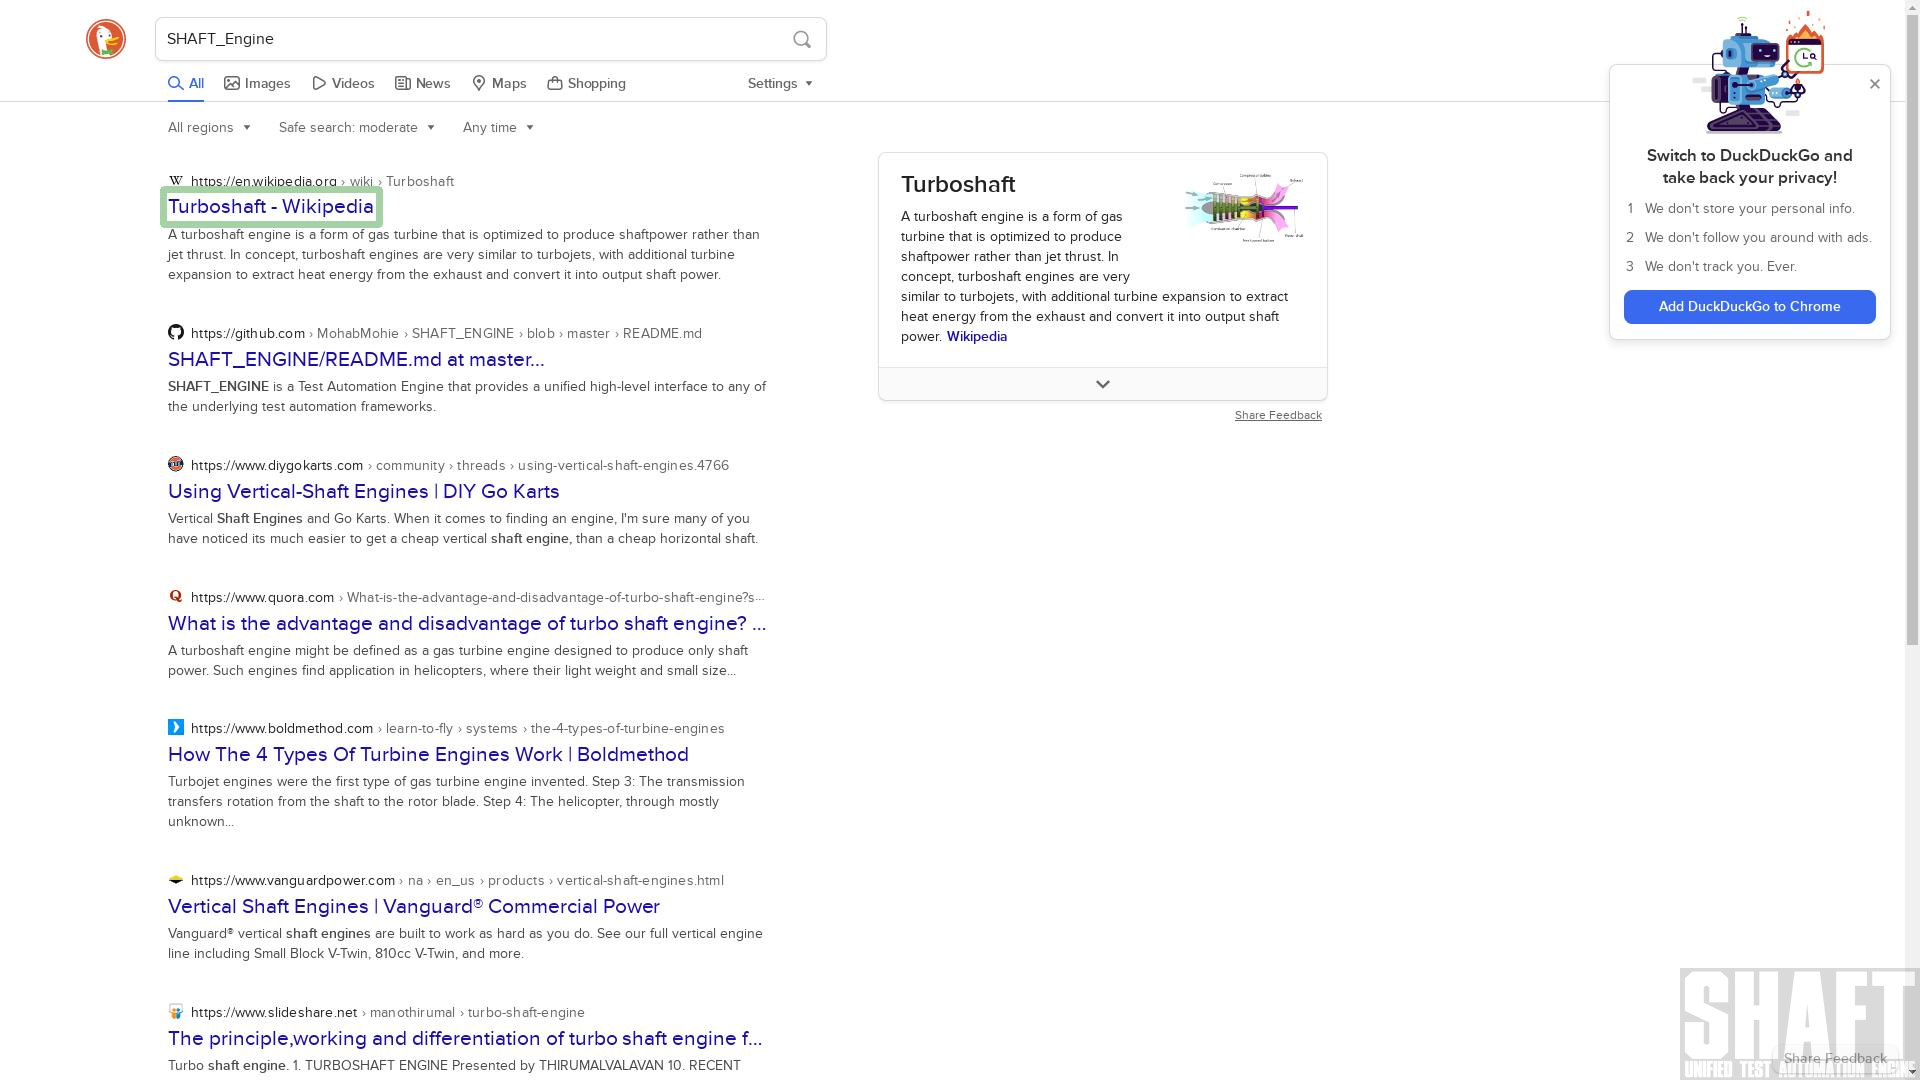 SHAFT_Engine
All
Images
Videos
News
Maps
Shopping
Settings
All regions
Safe search: moderate
Any time
https://en.wikipedia.org › wiki › Turboshaft
Turboshaft - Wikipedia
A turboshaft engine is a form of gas turbine that is optimized to produce shaftpower rather than
jet thrust. In concept, turboshaft engines are very similar to turbojets, with additional turbine
expansion to extract heat energy from the exhaust and convert it into output shaft power.
https://github.com › MohabMohie › SHAFT_ENGINE › blob › master › README.md
SHAFT_ENGINE/README.md at master...
SHAFT_ENGINE is a Test Automation Engine that provides a unified high-level interface to any of
the underlying test automation frameworks.
https://www.diygokarts.com › community › threads › using-vertical-shaft-engines.4766
Using Vertical-Shaft Engines | DIY Go Karts
Vertical Shaft Engines and Go Karts. When it comes to finding an engine, I'm sure many of you
have noticed its much easier to get a cheap vertical shaft engine, than a cheap horizontal shaft.
https://www.quora.com › What-is-the-advantage-and-disadvantage-of-turbo-shaft-engine?s...
What is the advantage and disadvantage of turbo shaft engine? ...
A turboshaft engine might be defined as a gas turbine engine designed to produce only shaft
power. Such engines find application in helicopters, where their light weight and small size...
https://www.boldmethod.com › learn-to-fly › systems › the-4-types-of-turbine-engines
How The 4 Types Of Turbine Engines Work | Boldmethod
Turbojet engines were the first type of gas turbine engine invented. Step 3: The transmission
transfers rotation from the shaft to the rotor blade. Step 4: The helicopter, through mostly
unknown...
https://www.vanguardpower.com › na › en_us › products › vertical-shaft-engines.html
Vertical Shaft Engines | Vanguard® Commercial Power
Vanguard® vertical shaft engines are built to work as hard as you do. See our full vertical engine
line including Small Block V-Twin, 810cc V-Twin, and more.
https://www.slideshare.net › manothirumal › turbo-shaft-engine
The principle,working and differentiation of turbo shaft engine f...
Turbo shaft engine. 1. TURBOSHAFT ENGINE Presented by THIRUMALVALAVAN 10. RECENT
Turboshaft
A turboshaft engine is a form of gas
turbine that is optimized to produce
shaftpower rather than jet thrust. In
concept, turboshaft engines are very
similar to turbojets, with additional turbine expansion to extract
heat energy from the exhaust and convert it into output shaft
power. Wikipedia
Share Feedback
Switch to DuckDuckGo and
take back your privacy!
1 We don't store your personal info.
2 We don't follow you around with ads.
3 We don't track you. Ever.
Add DuckDuckGo to Chrome
SHAFT
Share Feedback
UNIFIED TEST AUTOMATION ENGINE